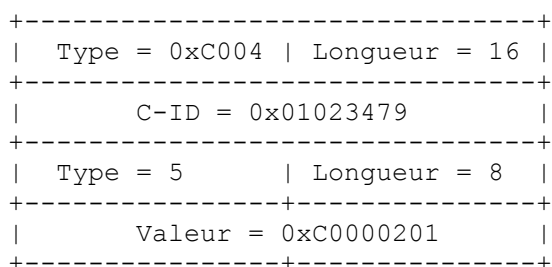 +-------------------------------+
|  Type = 0xC004 | Longueur = 16 |
+-------------------------------+
|       C-ID = 0x01023479        |
+-------------------------------+
|  Type = 5      | Longueur = 8  |
+----------------+---------------+
|       Valeur = 0xC0000201      |
+----------------+---------------+